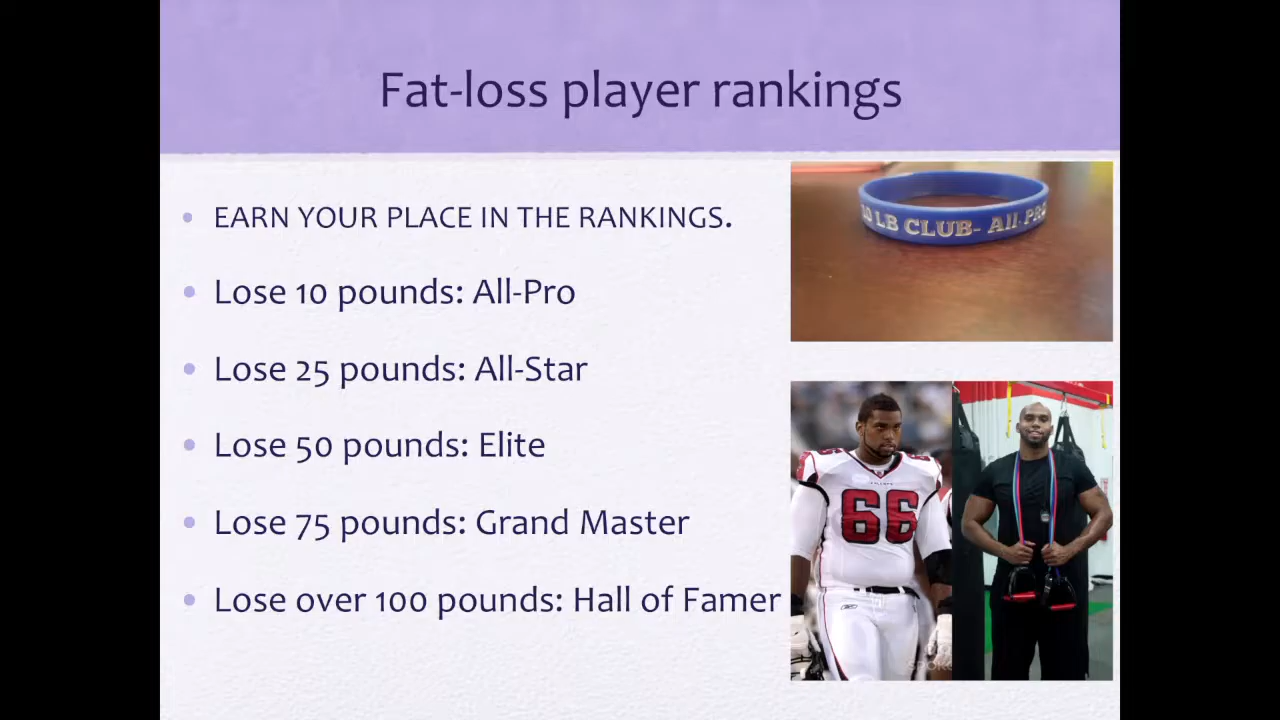 Fat-loss player rankings
EARN YOUR PLACE IN THE RANKINGS.
Lose 10 pounds: All-Pro
Lose 25 pounds: All-Star
Lose 50 pounds: Elite
Lose 75 pounds: Grand Master
Lose over 100 pounds: Hall of Famer
LB CLUB- All-PRO
66